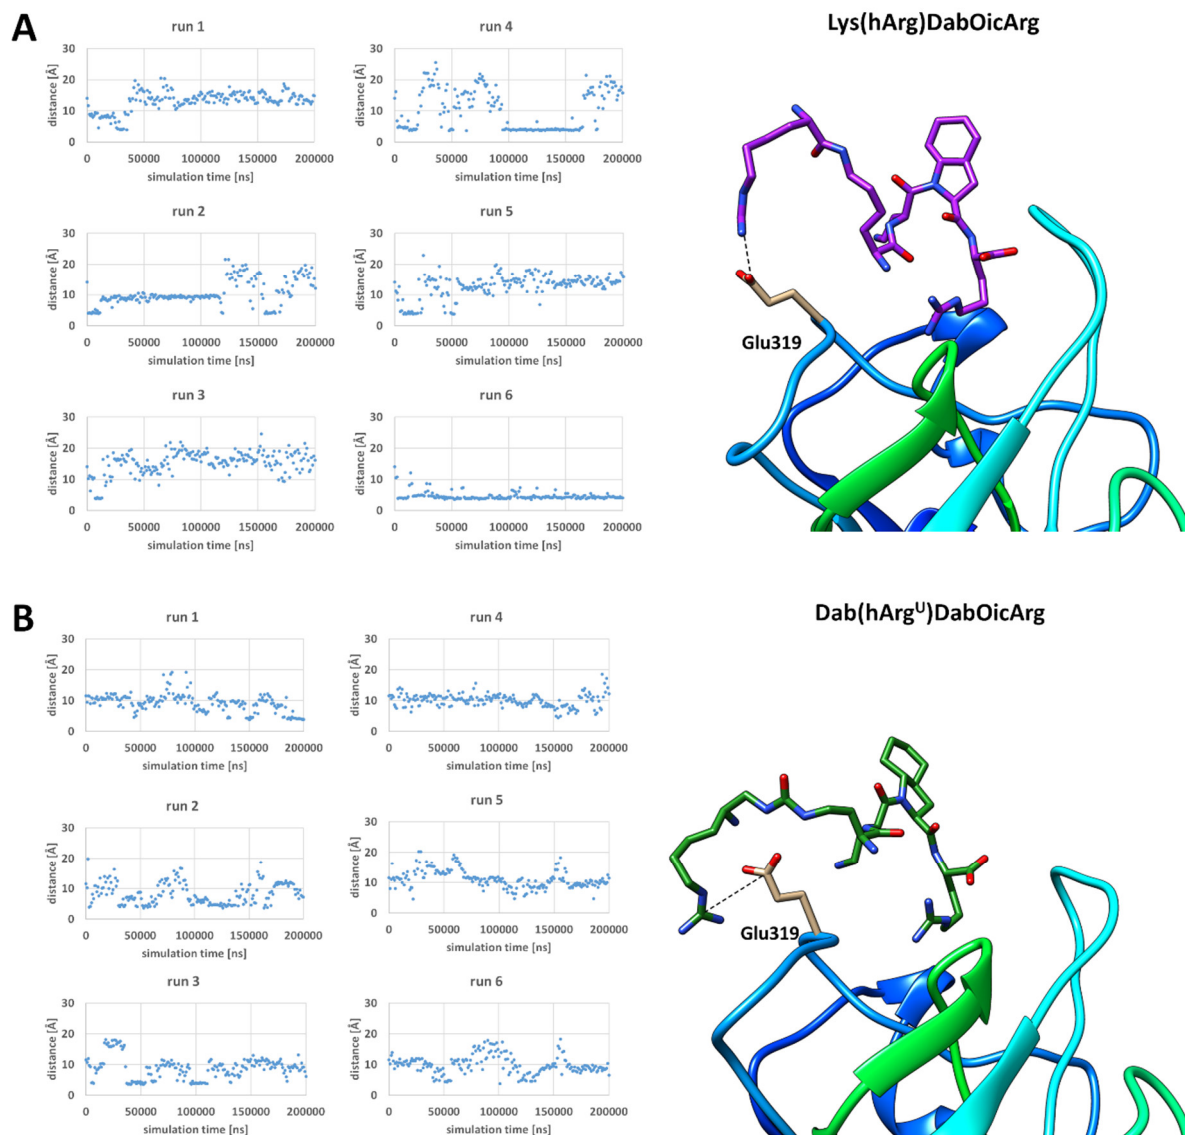 A
Lys(hArg)DabOicArg
run 1
distance [Å]
30
20
10
0
0 50000 100000 150000 200000
simulation time [ns]
run 4
distance [Å]
30
20
10
0
0 50000 100000 150000 200000
simulation time [ns]
run 2
distance [Å]
30
20
10
0
0 50000 100000 150000 200000
simulation time [ns]
run 5
distance [Å]
30
20
10
0
0 50000 100000 150000 200000
simulation time [ns]
Glu319
run 3
distance [Å]
30
20
10
0
0 50000 100000 150000 200000
simulation time [ns]
run 6
distance [Å]
30
20
10
0
0 50000 100000 150000 200000
simulation time [ns]
B
Dab(hArgᵁ)DabOicArg
run 1
distance [Å]
30
20
10
0
0 50000 100000 150000 200000
simulation time [ns]
run 4
distance [Å]
30
20
10
0
0 50000 100000 150000 200000
simulation time [ns]
run 2
distance [Å]
30
20
10
0
0 50000 100000 150000 200000
simulation time [ns]
run 5
distance [Å]
30
20
10
0
0 50000 100000 150000 200000
simulation time [ns]
Glu319
run 3
distance [Å]
30
20
10
0
0 50000 100000 150000 200000
simulation time [ns]
run 6
distance [Å]
30
20
10
0
0 50000 100000 150000 200000
simulation time [ns]